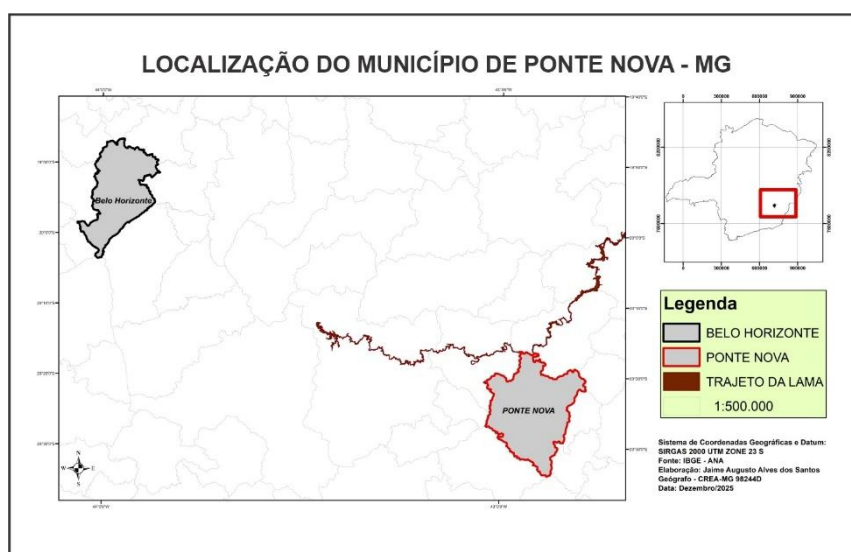 LOCALIZAÇÃO DO MUNICÍPIO DE PONTE NOVA - MG
Belo Horizonte
PONTE NOVA
N
W E
S
Legenda
BELO HORIZONTE
PONTE NOVA
TRAJETO DA LAMA
1:500.000
Sistema de Coordenadas Geográficas e Datum:
SIRGAS 2000 UTM ZONE 23 S
Fonte: IBGE - ANA
Elaboração: Jaime Augusto Alves dos Santos
Geógrafo - CREA-MG 98244D
Data: Dezembro/2025